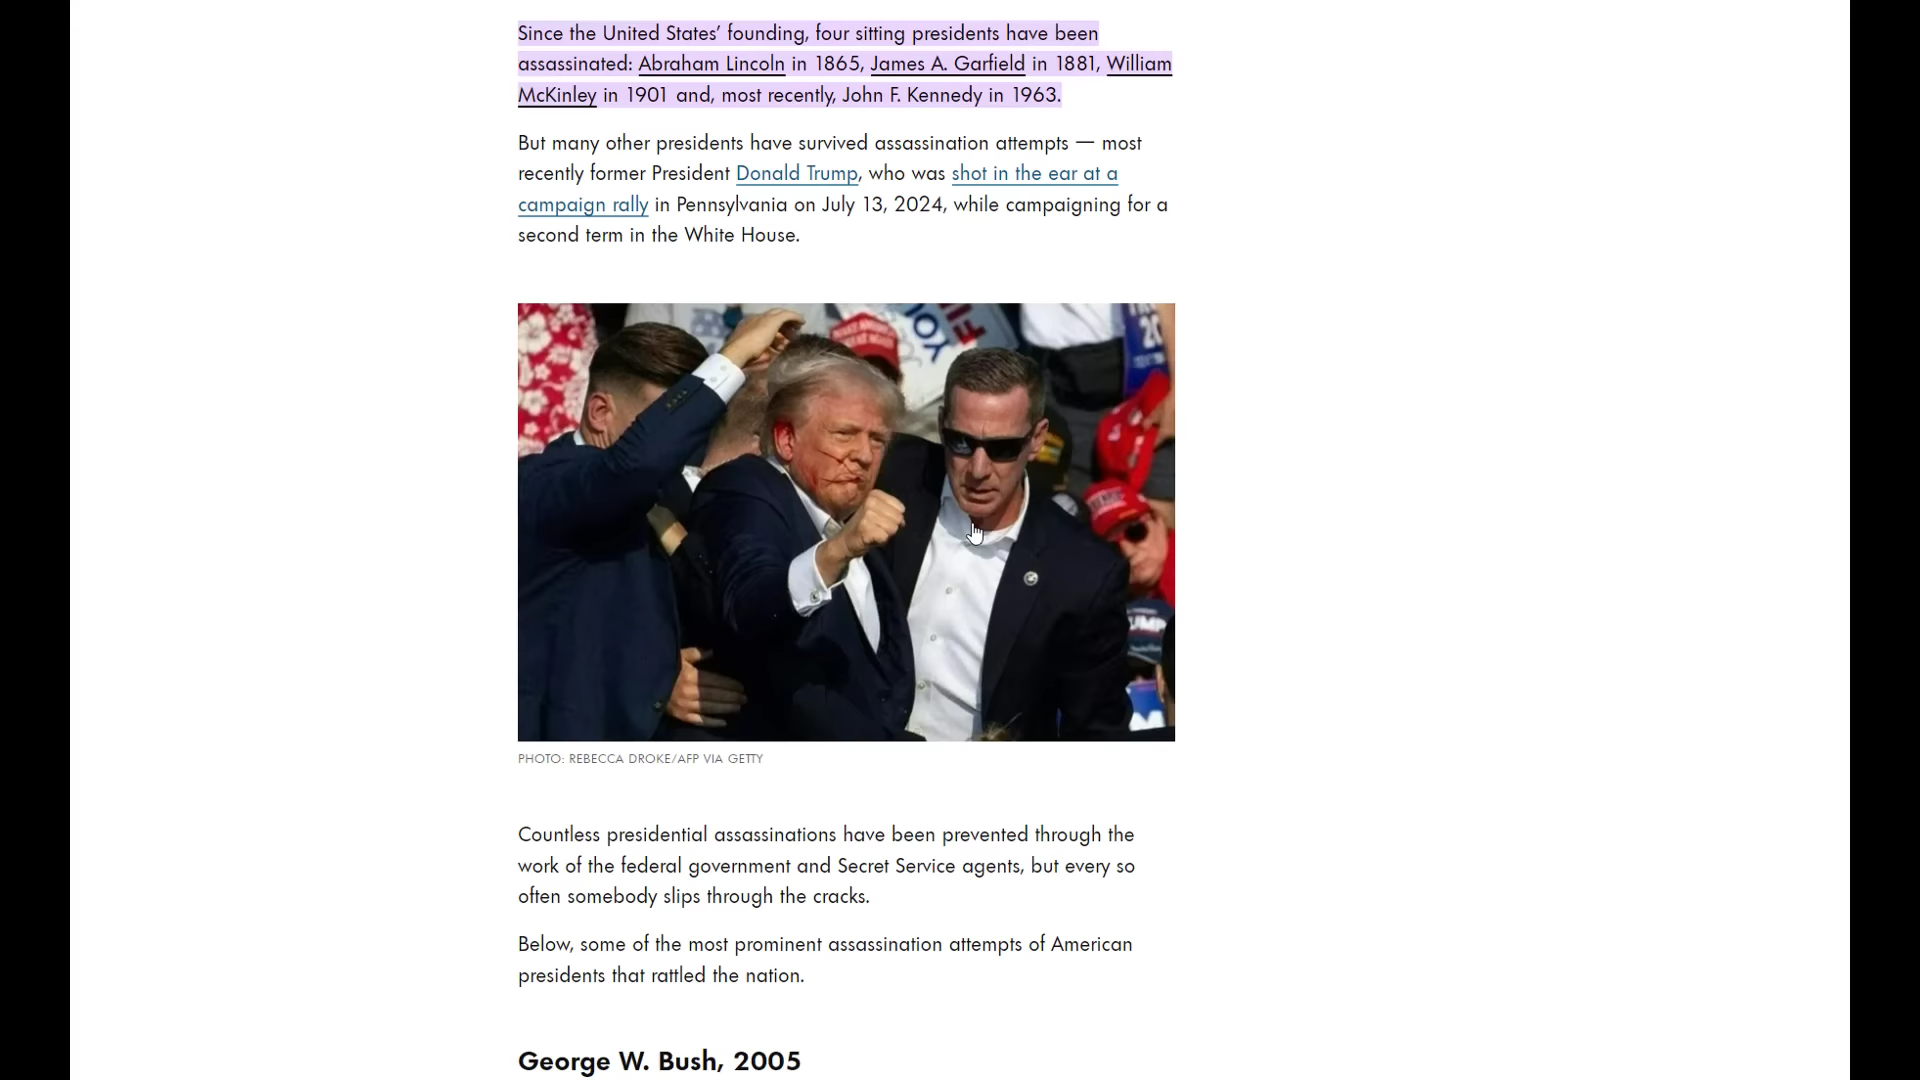 Since the United States’ founding, four sitting presidents have been
assassinated: Abraham Lincoln in 1865, James A. Garfield in 1881, William
McKinley in 1901 and, most recently, John F. Kennedy in 1963.
But many other presidents have survived assassination attempts — most
recently former President Donald Trump, who was shot in the ear at a
campaign rally in Pennsylvania on July 13, 2024, while campaigning for a
second term in the White House.
YOU
FI
20
PHOTO: REBECCA DROKE/AFP VIA GETTY
Countless presidential assassinations have been prevented through the
work of the federal government and Secret Service agents, but every so
often somebody slips through the cracks.
Below, some of the most prominent assassination attempts of American
presidents that rattled the nation.
George W. Bush, 2005